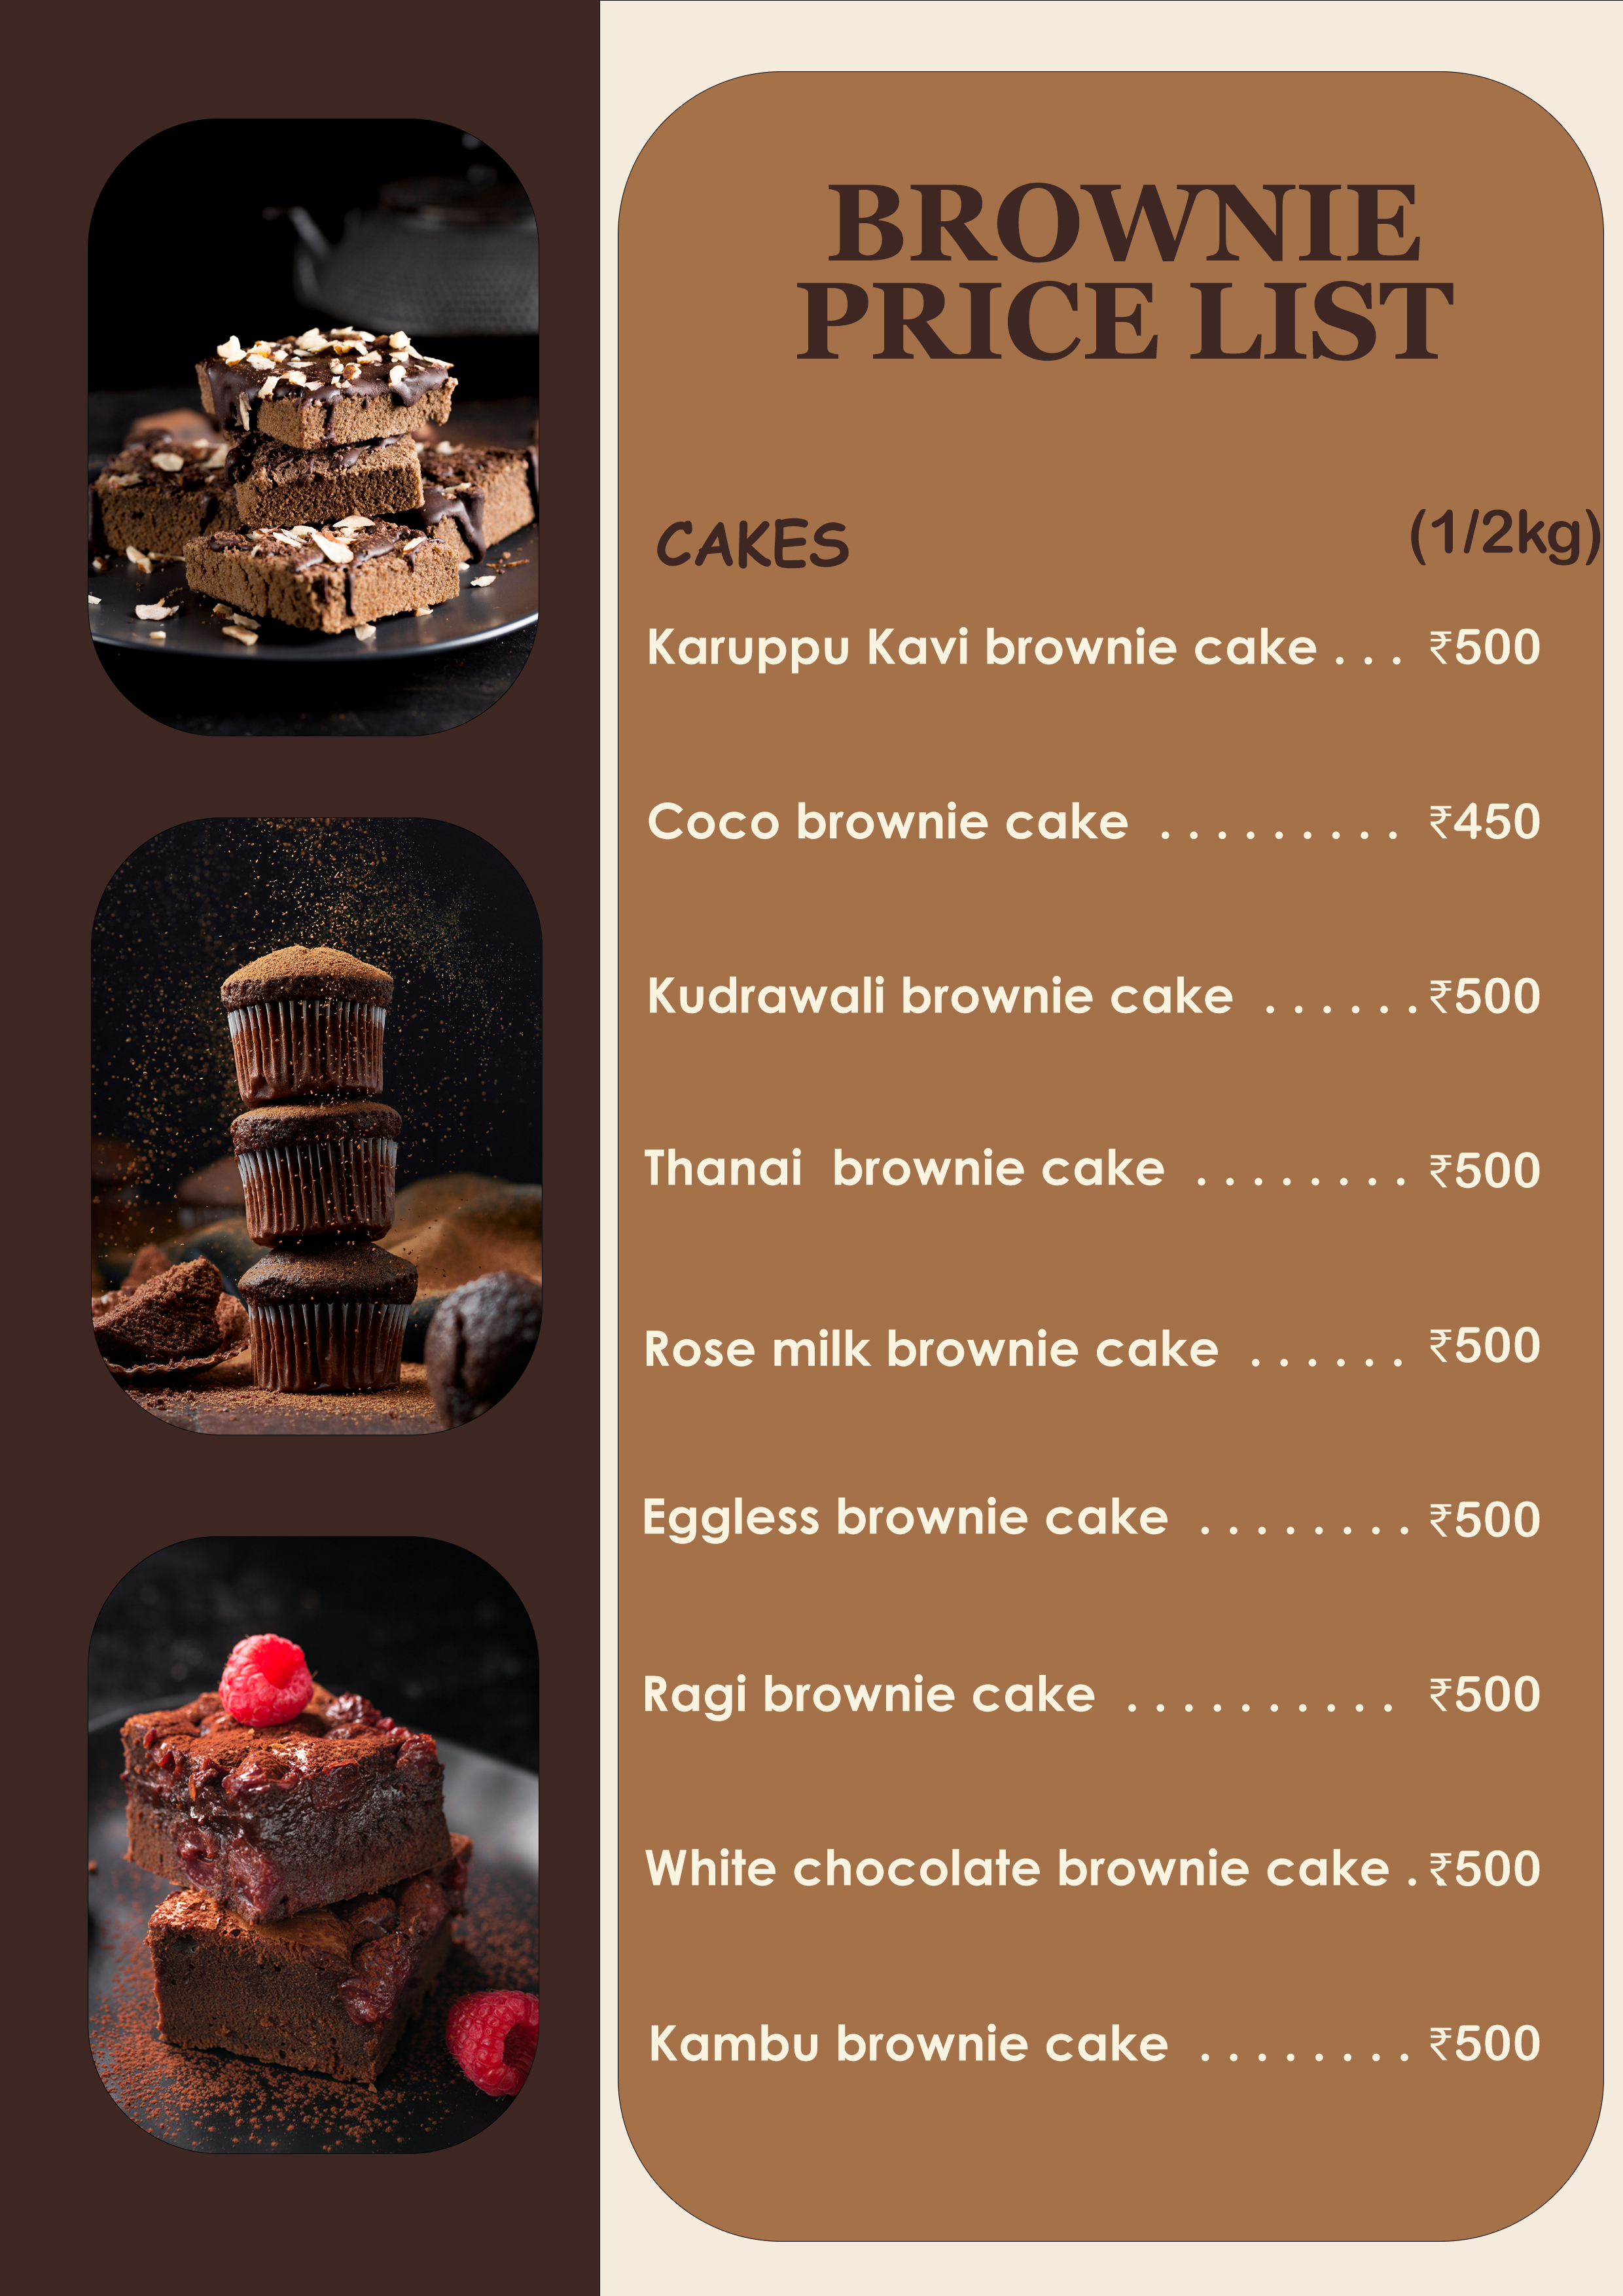 BROWNIE
PRICE LIST
CAKES (1/2kg)
Karuppu Kavi brownie cake . . . ₹500
Coco brownie cake . . . . . . . . . ₹450
Kudrawali brownie cake . . . . . . ₹500
Thanai  brownie cake . . . . . . . . ₹500
Rose milk brownie cake . . . . . . ₹500
Eggless brownie cake . . . . . . . . ₹500
Ragi brownie cake . . . . . . . . . . ₹500
White chocolate brownie cake . . ₹500
Kambu brownie cake . . . . . . . . ₹500